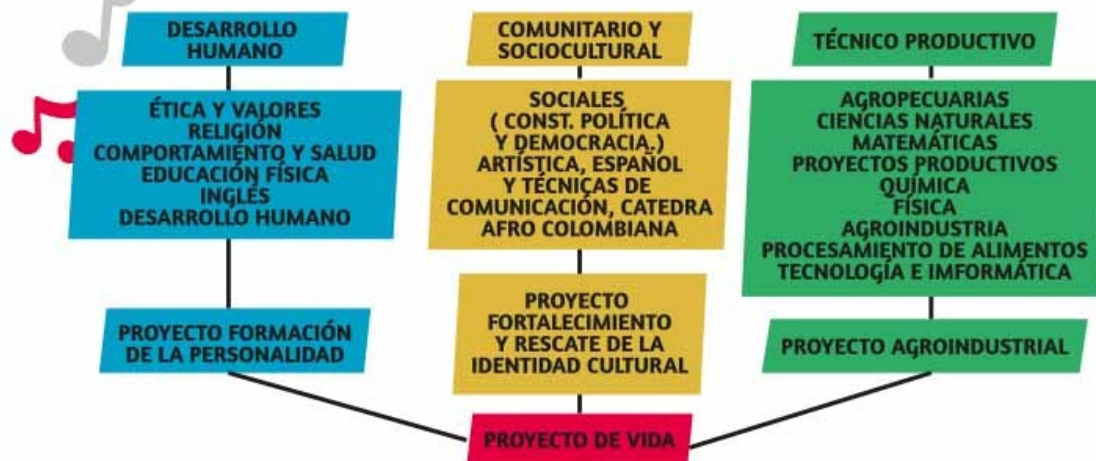 DESARROLLO
HUMANO
ÉTICA Y VALORES
RELIGIÓN
COMPORTAMIENTO Y SALUD
EDUCACIÓN FÍSICA
INGLÉS
DESARROLLO HUMANO
PROYECTO FORMACIÓN
DE LA PERSONALIDAD
COMUNITARIO Y
SOCIOCULTURAL
SOCIALES
( CONST. POLÍTICA
Y DEMOCRACIA.)
ARTÍSTICA, ESPAÑOL
Y TÉCNICAS DE
COMUNICACIÓN, CATEDRA
AFRO COLOMBIANA
PROYECTO
FORTALECIMIENTO
Y RESCATE DE LA
IDENTIDAD CULTURAL
TÉCNICO PRODUCTIVO
AGROPECUARIAS
CIENCIAS NATURALES
MATEMÁTICAS
PROYECTOS PRODUCTIVOS
QUÍMICA
FÍSICA
AGROINDUSTRIA
PROCESAMIENTO DE ALIMENTOS
TECNOLOGÍA E IMFORMÁTICA
PROYECTO AGROINDUSTRIAL
PROYECTO DE VIDA